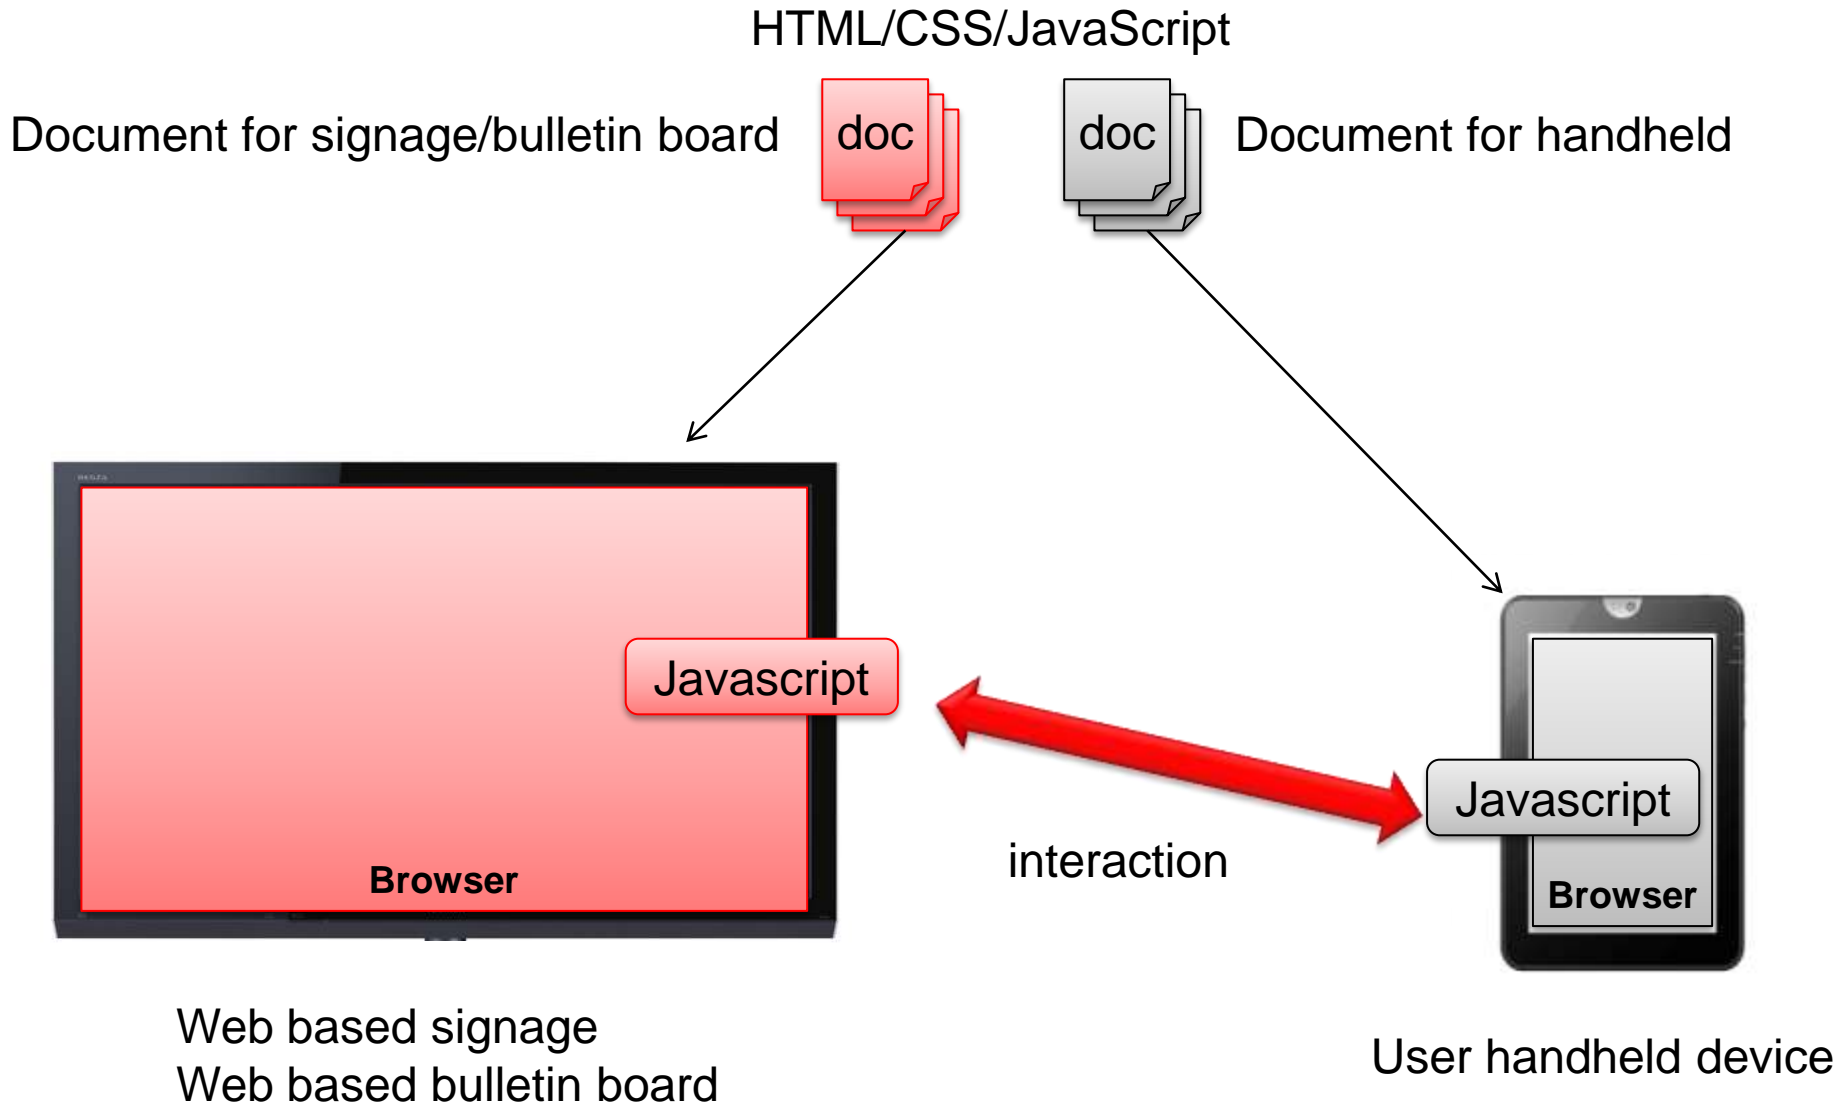 HTML/CSS/JavaScript
Document for signage/bulletin board
doc
doc
Document for handheld
Javascript
Browser
interaction
Javascript
Browser
Web based signage
Web based bulletin board
User handheld device